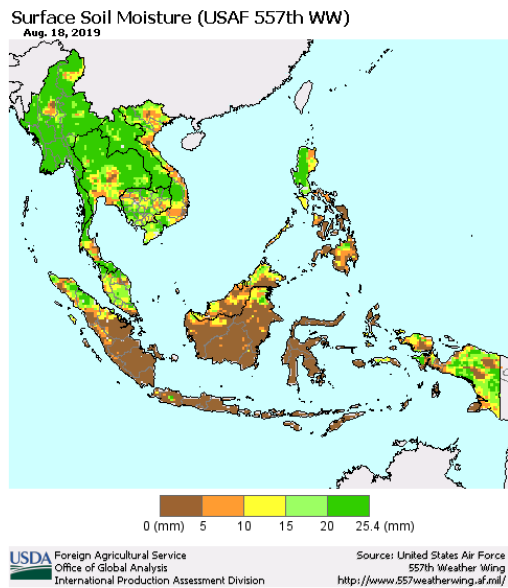 Surface Soil Moisture (USAF 557th WW)
Aug. 18, 2019
0 (mm) 5 10 15 20 25.4 (mm)
USDA
Foreign Agricultural Service
Office of Global Analysis
International Production Assessment Division
Source: United States Air Force
557th Weather Wing
http://www.557weatherwing.af.mil/